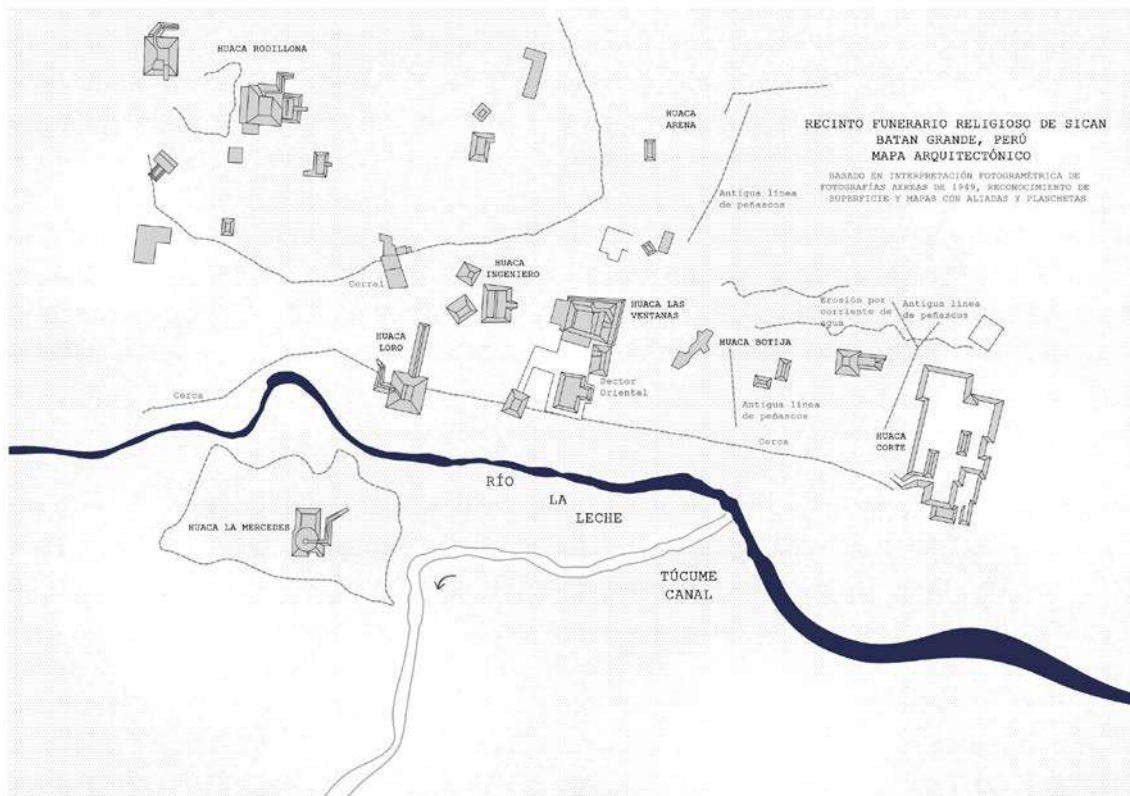 HUACA RODILLONA
HUACA
ARENA
RECINTO FUNERARIO RELIGIOSO DE SICAN
BATAN GRANDE, PERÚ
MAPA ARQUITECTÓNICO
BASADO EN INTERPRETACIÓN FOTOGRAMÉTRICA DE
FOTOGRAFÍAS AEREAS DE 1949, RECONOCIMIENTO DE
SUPERFICIE Y MAPAS CON ALIADAS Y PLANCHETAS
Antigua línea
de peñascos
Corral
HUACA
INGENIERO
HUACA LAS
VENTANAS
Erosión por
corriente de
agua
Antigua línea
de peñascos
HUACA
LORO
HUACA BOTIJA
Sector
Oriental
Cerca
Antigua línea
de peñascos
Cerca
HUACA
CORTE
RÍO
LA
LECHE
HUACA LA MERCEDES
TÚCUME
CANAL